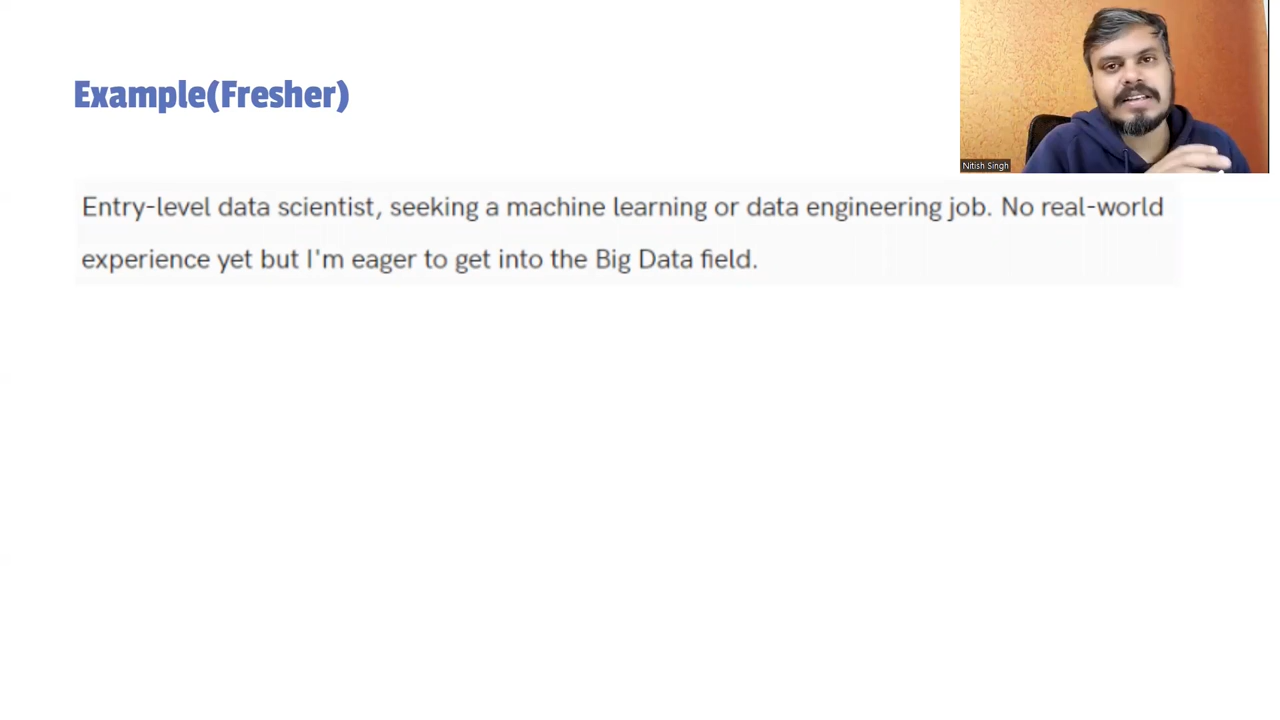 Example(Fresher)
Nitish Singh
Entry-level data scientist, seeking a machine learning or data engineering job. No real-world
experience yet but I'm eager to get into the Big Data field.